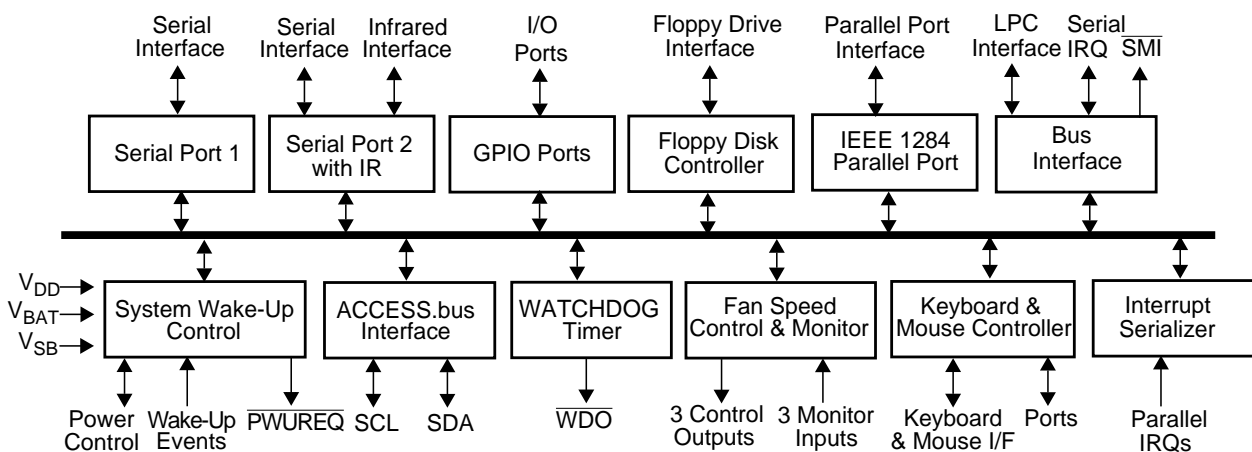 Serial Interface
Serial Interface
Infrared Interface
I/O Ports
Floppy Drive Interface
Parallel Port Interface
LPC Interface
Serial IRQ
SMI
Serial Port 1
Serial Port 2 with IR
GPIO Ports
Floppy Disk Controller
IEEE 1284 Parallel Port
Bus Interface
VDD
VBAT
VSB
System Wake-Up Control
ACCESS.bus Interface
WATCHDOG Timer
Fan Speed Control & Monitor
Keyboard & Mouse Controller
Interrupt Serializer
Power Control
Wake-Up Events
PWUREQ
SCL
SDA
WDO
3 Control Outputs
3 Monitor Inputs
Keyboard & Mouse I/F
Ports
Parallel IRQs